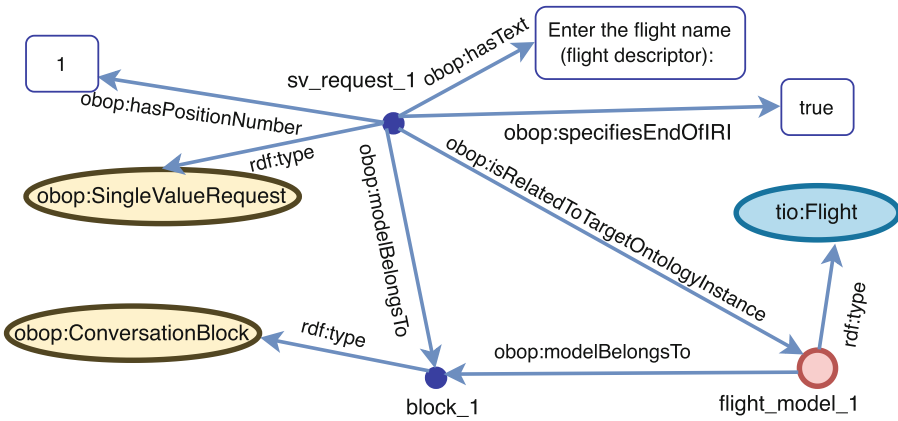 Enter the flight name
(flight descriptor):
obop:hasText
1
sv_request_1
true
obop:hasPositionNumber
obop:specifiesEndOfIRI
rdf:type
obop:SingleValueRequest
obop:modelBelongsTo
obop:isRelatedToTargetOntologyInstance
tio:Flight
rdf:type
obop:ConversationBlock
rdf:type
obop:modelBelongsTo
block_1
flight_model_1